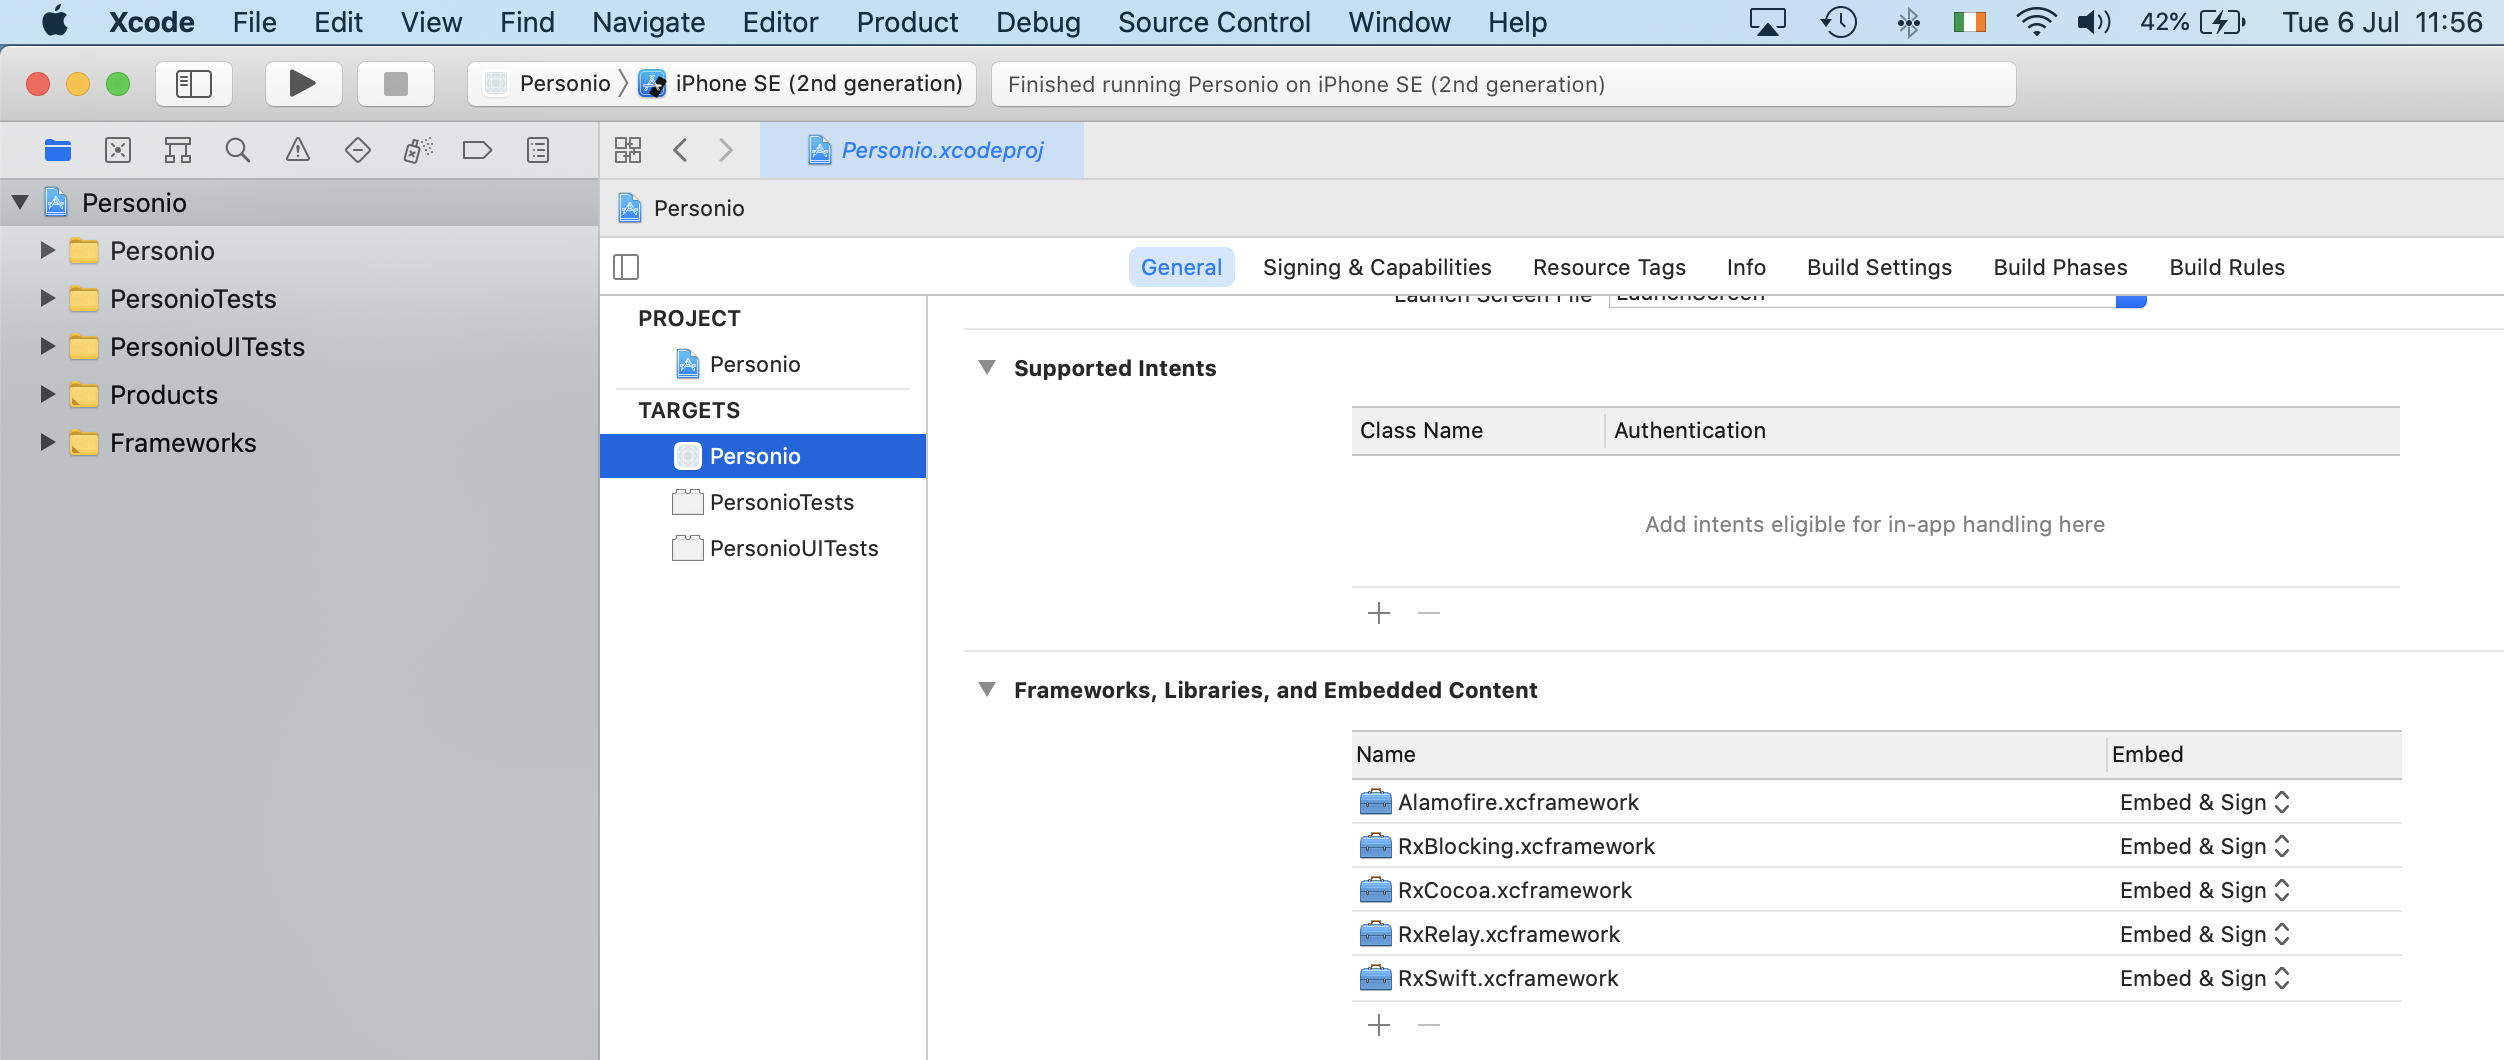 Xcode File Edit View Find Navigate Editor Product Debug Source Control Window Help 42% Tue 6 Jul 11:56
Personio iPhone SE (2nd generation) Finished running Personio on iPhone SE (2nd generation)
Personio.xcodeproj
Personio
Personio
PersonioTests
PersonioUITests
Products
Frameworks
Personio
General Signing & Capabilities Resource Tags Info Build Settings Build Phases Build Rules
PROJECT
Personio
TARGETS
Personio
PersonioTests
PersonioUITests
Launch Screen File LaunchScreen
Supported Intents
Class Name Authentication
Add intents eligible for in-app handling here
Frameworks, Libraries, and Embedded Content
Name Embed
Alamofire.xcframework Embed & Sign
RxBlocking.xcframework Embed & Sign
RxCocoa.xcframework Embed & Sign
RxRelay.xcframework Embed & Sign
RxSwift.xcframework Embed & Sign